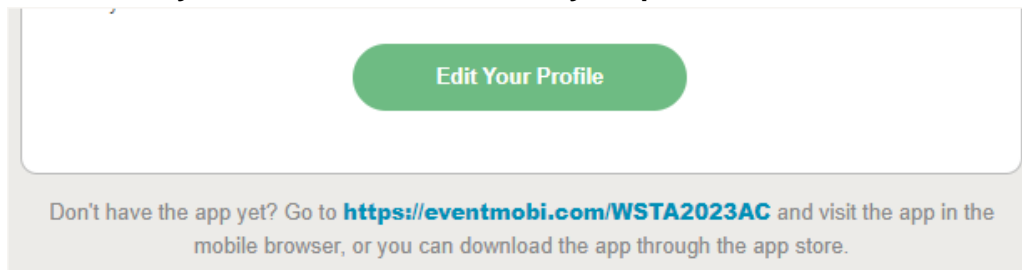 Edit Your Profile
Don't have the app yet? Go to https://eventmobi.com/WSTA2023AC and visit the app in the
mobile browser, or you can download the app through the app store.